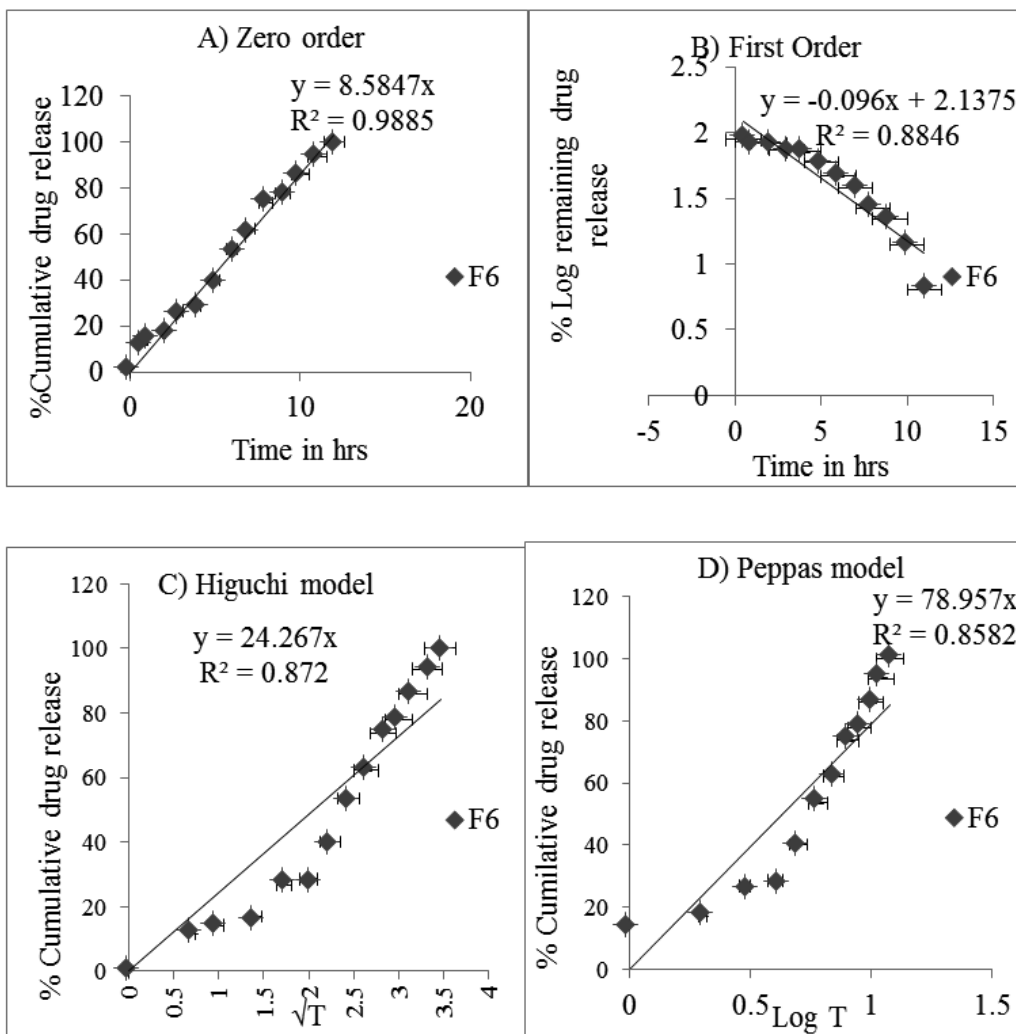 A) Zero order
y = 8.5847x
R² = 0.9885
%Cumulative drug release
120
100
80
60
40
20
0
0
10
20
Time in hrs
F6
B) First Order
y = -0.096x + 2.1375
R² = 0.8846
% Log remaining drug
release
2.5
2
1.5
1
0.5
0
-5
0
5
10
15
Time in hrs
F6
C) Higuchi model
y = 24.267x
R² = 0.872
% Cumulative drug release
120
100
80
60
40
20
0
0
0.5
1
1.5
2
2.5
3
3.5
4
√T
F6
D) Peppas model
y = 78.957x
R² = 0.8582
% Cumilative drug release
120
100
80
60
40
20
0
0
0.5
1
1.5
Log T
F6